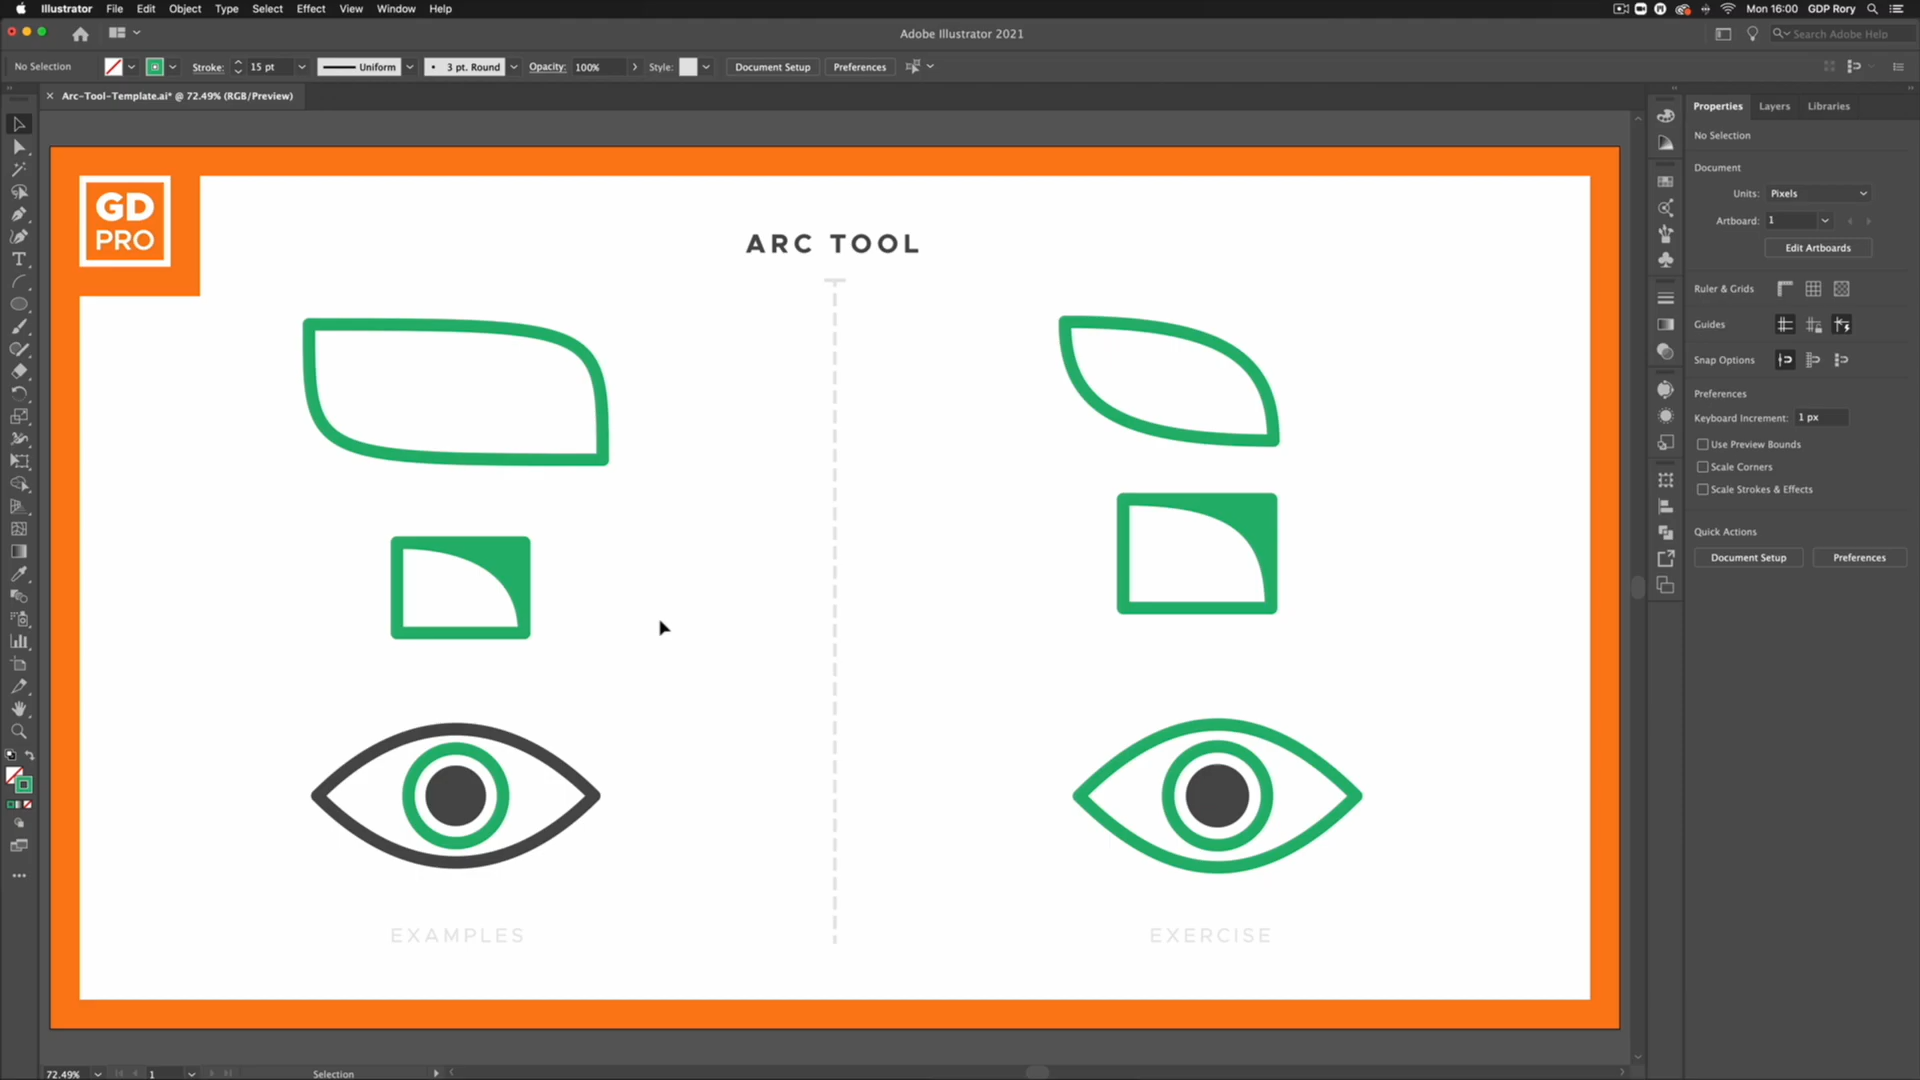 Illustrator File Edit Object Type Select Effect View Window Help
Mon 16:00 GDP Rory
Adobe Illustrator 2021
Search Adobe Help
No Selection
Stroke: 15 pt
Uniform
3 pt. Round
Opacity: 100%
Style:
Document Setup
Preferences
Arc-Tool-Template.ai* @ 72.49% (RGB/Preview)
Properties Layers Libraries
No Selection
Document
Units: Pixels
Artboard: 1
Edit Artboards
Ruler & Grids
Guides
Snap Options
Preferences
Keyboard Increment: 1 px
Use Preview Bounds
Scale Corners
Scale Strokes & Effects
Quick Actions
Document Setup
Preferences
GD
PRO
ARC TOOL
EXAMPLES
EXERCISE
72.49%
1
Selection